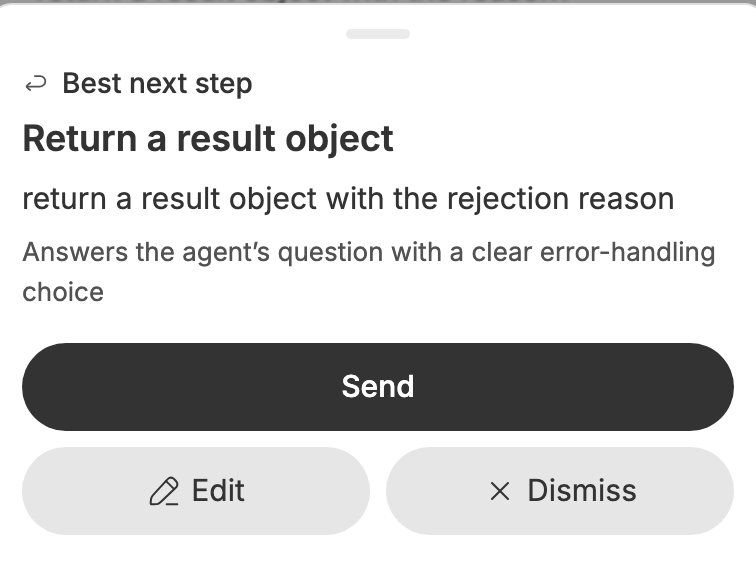 Best next step
Return a result object
return a result object with the rejection reason
Answers the agent’s question with a clear error-handling
choice
Send
Edit
Dismiss